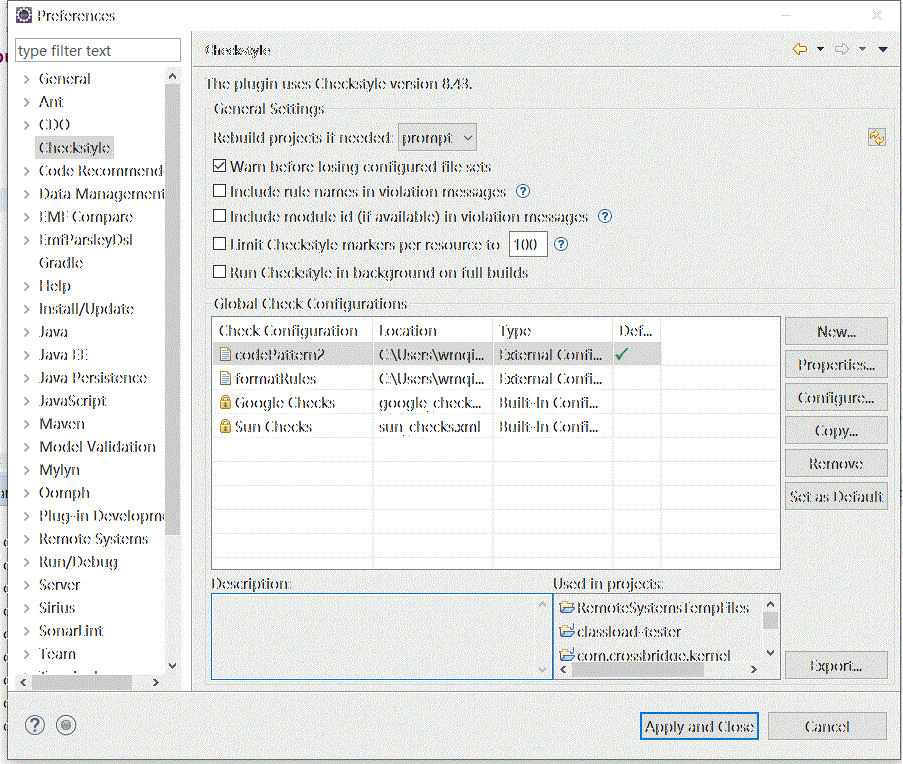 Preferences
type filter text
General
Ant
CDO
Checkstyle
Code Recommend
Data Management
EMF Compare
EmfParsleyDsl
Gradle
Help
Install/Update
Java
Java EE
Java Persistence
JavaScript
Maven
Model Validation
Mylyn
Oomph
Plug-in Developme
Remote Systems
Run/Debug
Server
Sirius
SonarLint
Team
Checkstyle
The plugin uses Checkstyle version 8.43.
General Settings
Rebuild projects if needed: prompt
Warn before losing configured file sets
Include rule names in violation messages
Include module id (if available) in violation messages
Limit Checkstyle markers per resource to 100
Run Checkstyle in background on full builds
Global Check Configurations
Check Configuration Location Type Def...
codePattern2 C:\Users\wmqi... External Confi...
formatRules C:\Users\wmqi... External Confi...
Google Checks google_check... Built-In Confi...
Sun Checks sun_checks.xml Built-In Confi...
New...
Properties...
Configure...
Copy...
Remove
Set as Default
Description:
Used in projects:
RemoteSystemsTempFiles
classload-tester
com.crossbridge.kernel
Export...
Apply and Close
Cancel